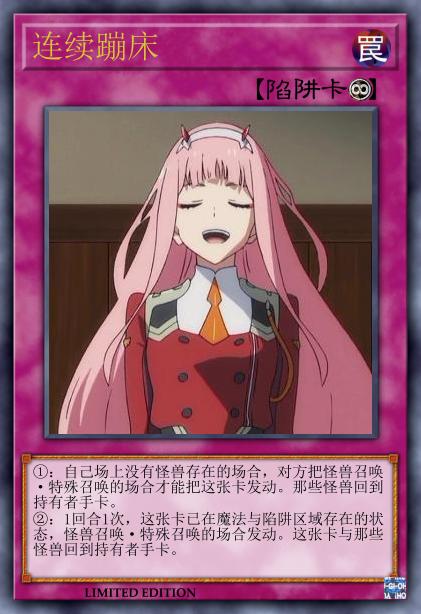 连续蹦床
罠
【陷阱卡♾】
①：自己场上没有怪兽存在的场合，对方把怪兽召唤
・特殊召唤的场合才能把这张卡发动。那些怪兽回到
持有者手卡。
②：1回合1次，这张卡已在魔法与陷阱区域存在的状
态，怪兽召唤・特殊召唤的场合发动。这张卡与那些
怪兽回到持有者手卡。
LIMITED EDITION